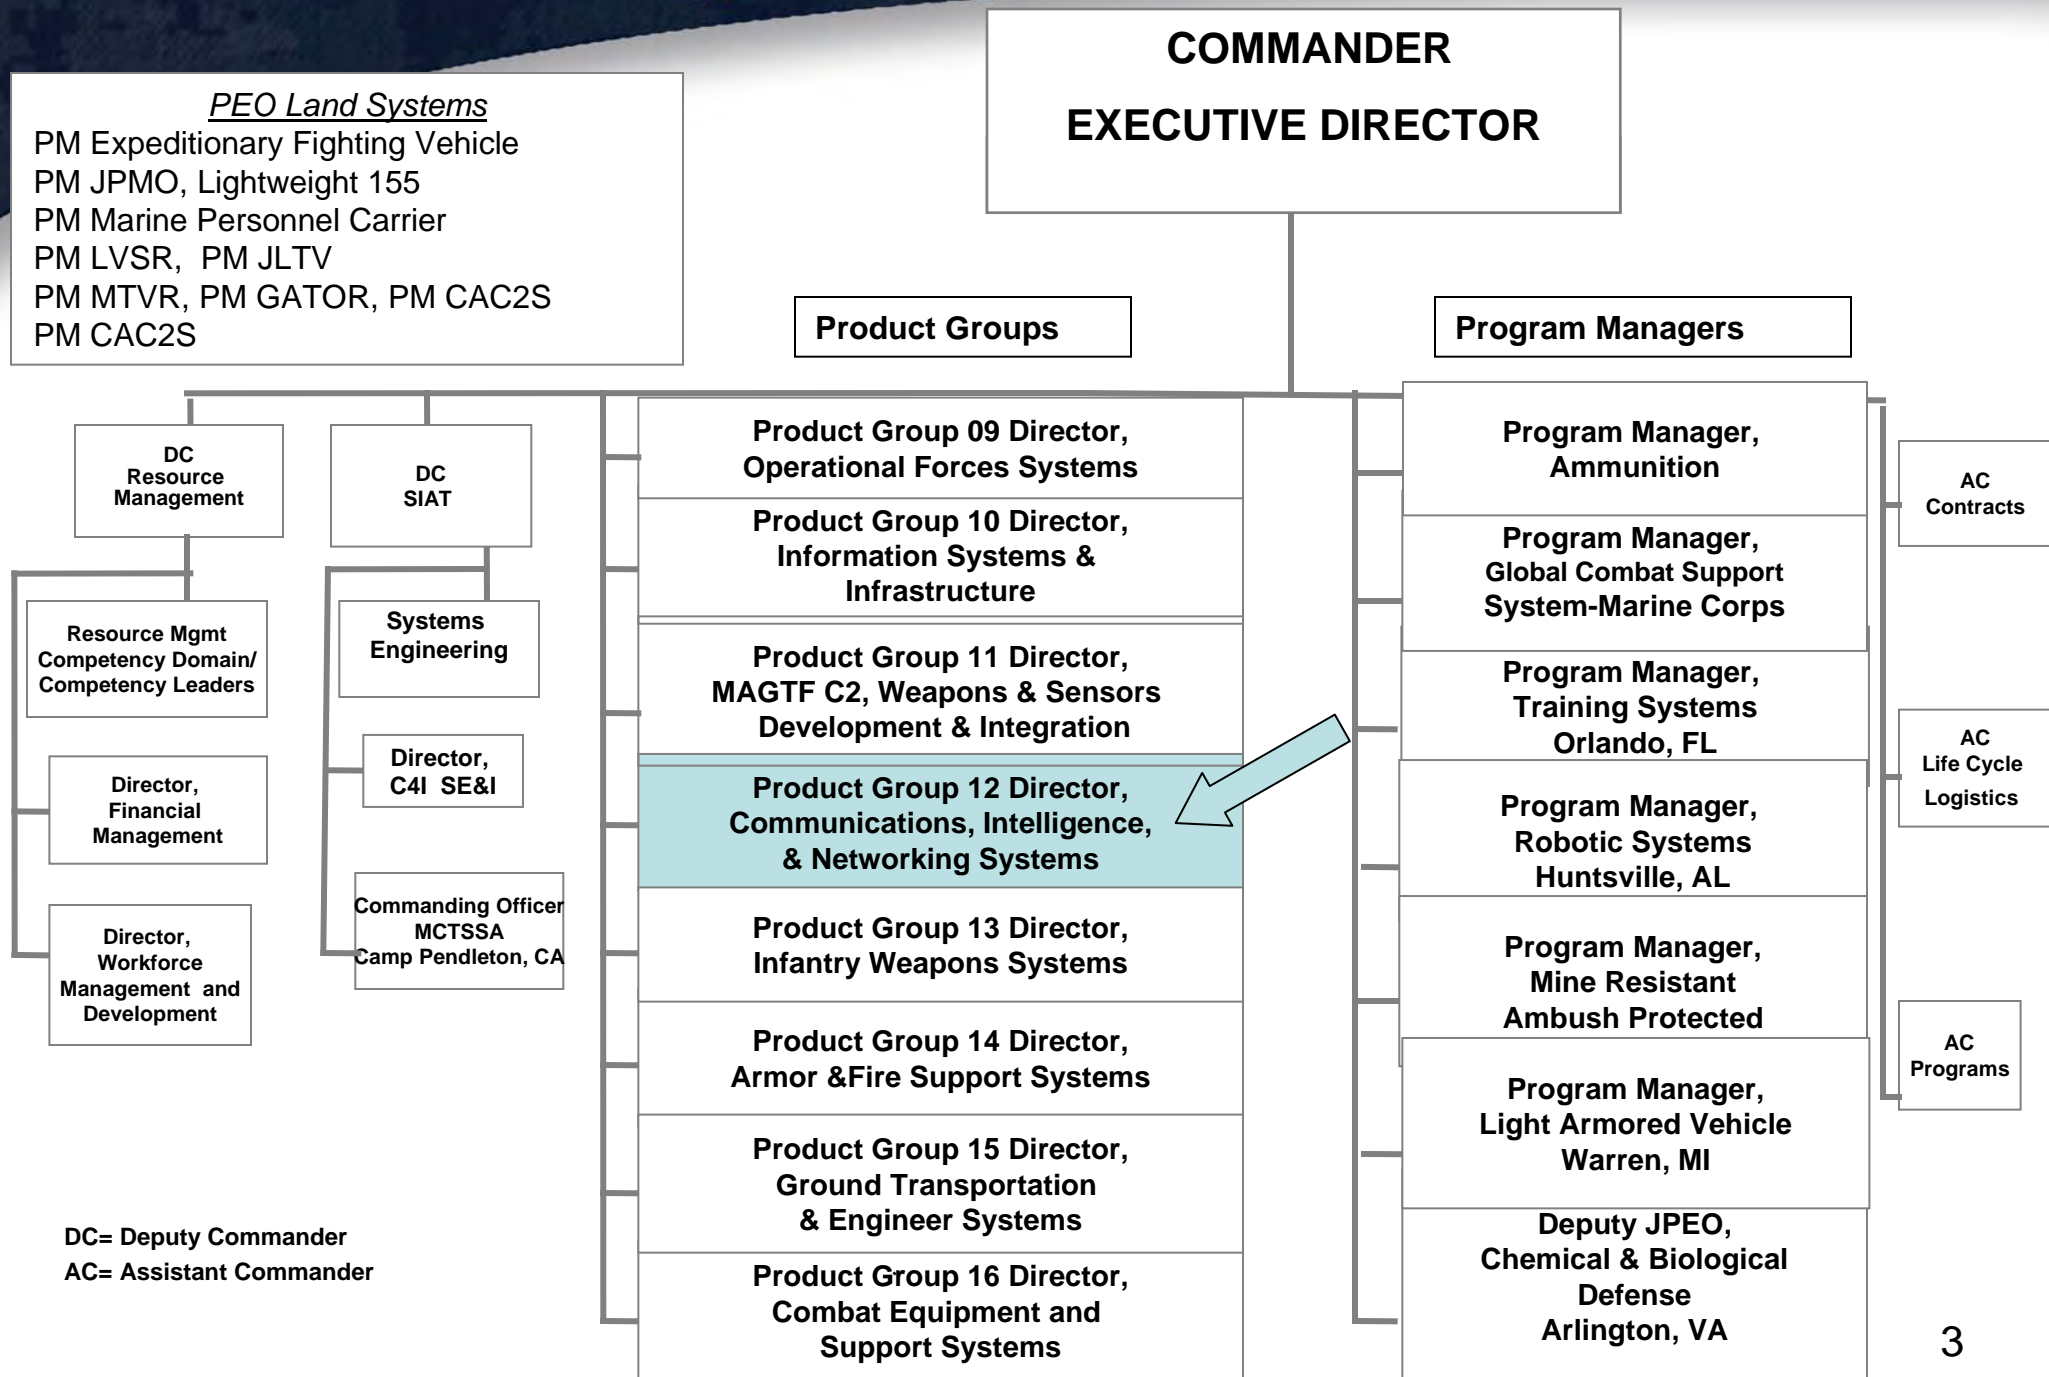 COMMANDER
EXECUTIVE DIRECTOR
PEO Land Systems
PM Expeditionary Fighting Vehicle
PM JPMO, Lightweight 155
PM Marine Personnel Carrier
PM LVSR, PM JLTV
PM MTVR, PM GATOR, PM CAC2S
PM CAC2S
Product Groups
Program Managers
DC
Resource
Management
Resource Mgmt
Competency Domain/
Competency Leaders
Director,
Financial
Management
Director,
Workforce
Management and
Development
DC
SIAT
Systems
Engineering
Director,
C4I SE&I
Commanding Officer
MCTSSA
Camp Pendleton, CA
Product Group 09 Director,
Operational Forces Systems
Product Group 10 Director,
Information Systems &
Infrastructure
Product Group 11 Director,
MAGTF C2, Weapons & Sensors
Development & Integration
Product Group 12 Director,
Communications, Intelligence,
& Networking Systems
Product Group 13 Director,
Infantry Weapons Systems
Product Group 14 Director,
Armor &Fire Support Systems
Product Group 15 Director,
Ground Transportation
& Engineer Systems
Product Group 16 Director,
Combat Equipment and
Support Systems
Program Manager,
Ammunition
Program Manager,
Global Combat Support
System-Marine Corps
Program Manager,
Training Systems
Orlando, FL
Program Manager,
Robotic Systems
Huntsville, AL
Program Manager,
Mine Resistant
Ambush Protected
Program Manager,
Light Armored Vehicle
Warren, MI
Deputy JPEO,
Chemical & Biological
Defense
Arlington, VA
AC
Contracts
AC
Life Cycle
Logistics
AC
Programs
DC= Deputy Commander
AC= Assistant Commander
3